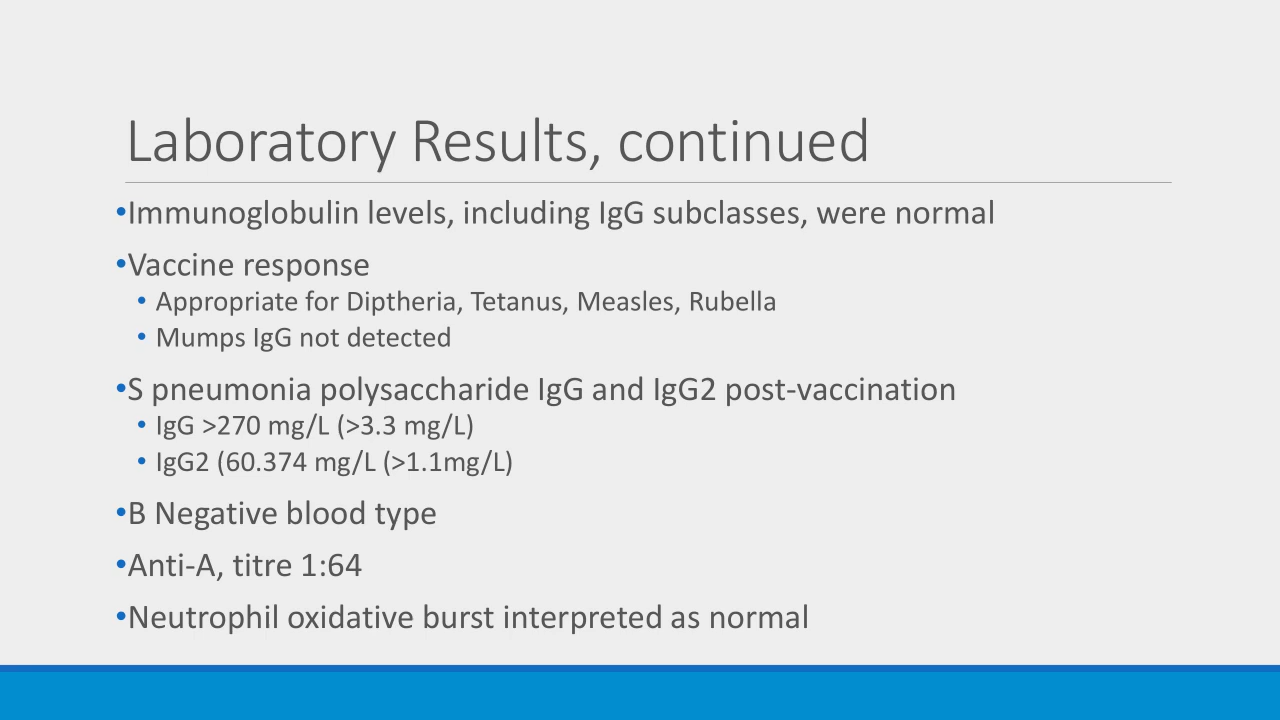 Laboratory Results, continued
•Immunoglobulin levels, including IgG subclasses, were normal
•Vaccine response
• Appropriate for Diptheria, Tetanus, Measles, Rubella
• Mumps IgG not detected
•S pneumonia polysaccharide IgG and IgG2 post-vaccination
• IgG >270 mg/L (>3.3 mg/L)
• IgG2 (60.374 mg/L (>1.1mg/L)
•B Negative blood type
•Anti-A, titre 1:64
•Neutrophil oxidative burst interpreted as normal